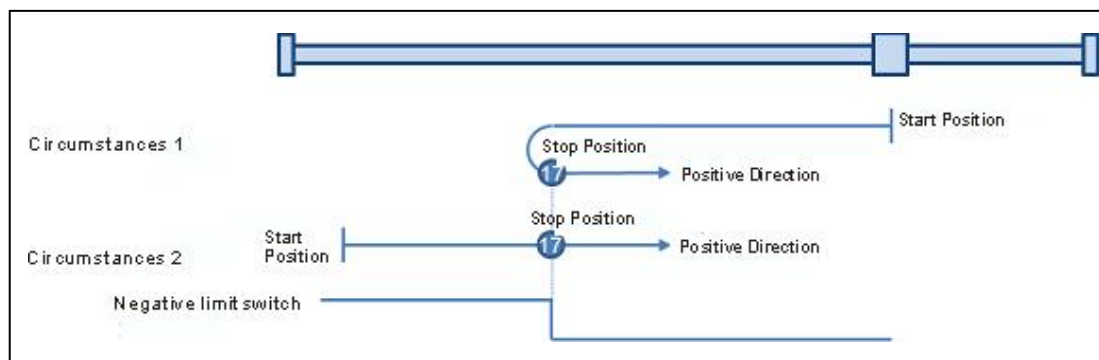 Start Position
Circumstances 1
Stop Position
17
Positive Direction
Stop Position
Start
Position
17
Positive Direction
Circumstances 2
Negative limit switch